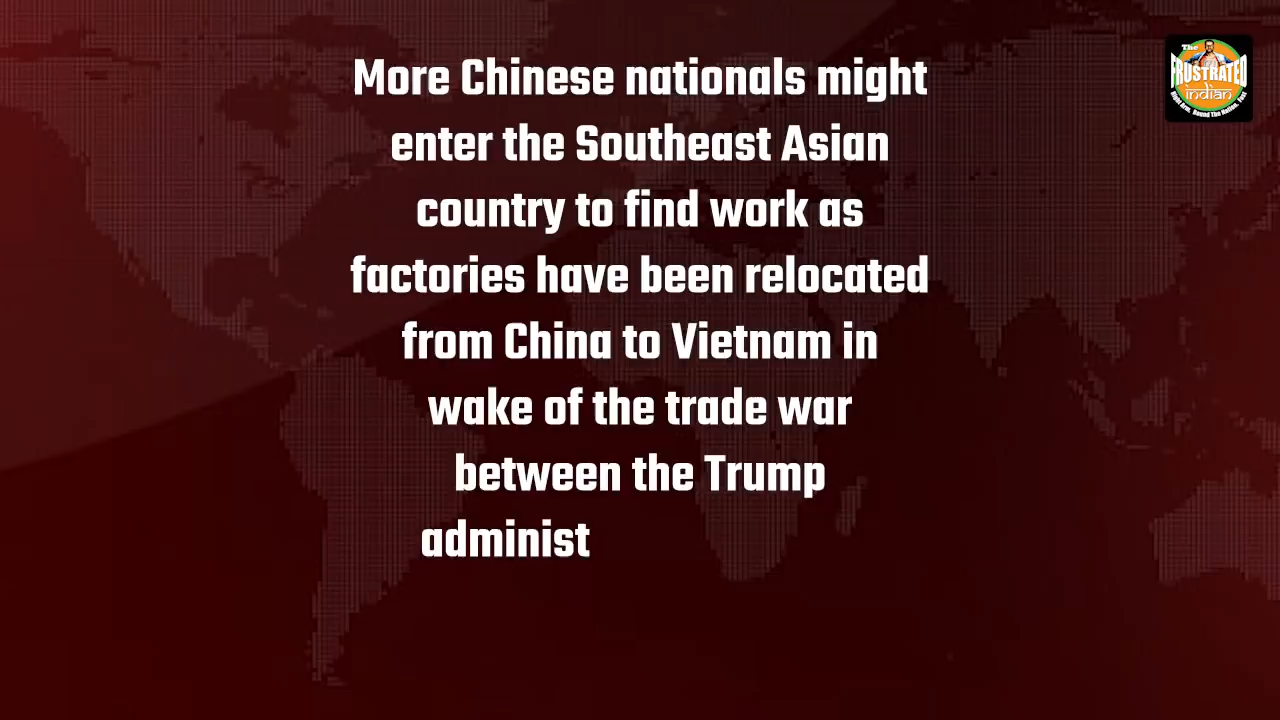 More Chinese nationals might
enter the Southeast Asian
country to find work as
factories have been relocated
from China to Vietnam in
wake of the trade war
between the Trump
administ
The
FRUSTRATED
indian